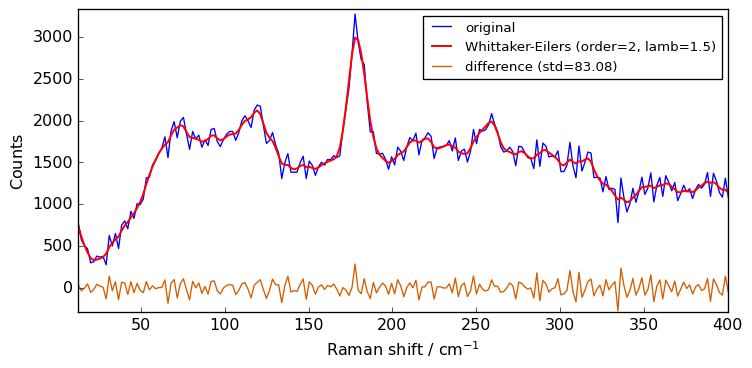 original
Whittaker-Eilers (order=2, lamb=1.5)
difference (std=83.08)
Counts
3000
2500
2000
1500
1000
500
0
50 100 150 200 250 300 350 400
Raman shift / cm⁻¹